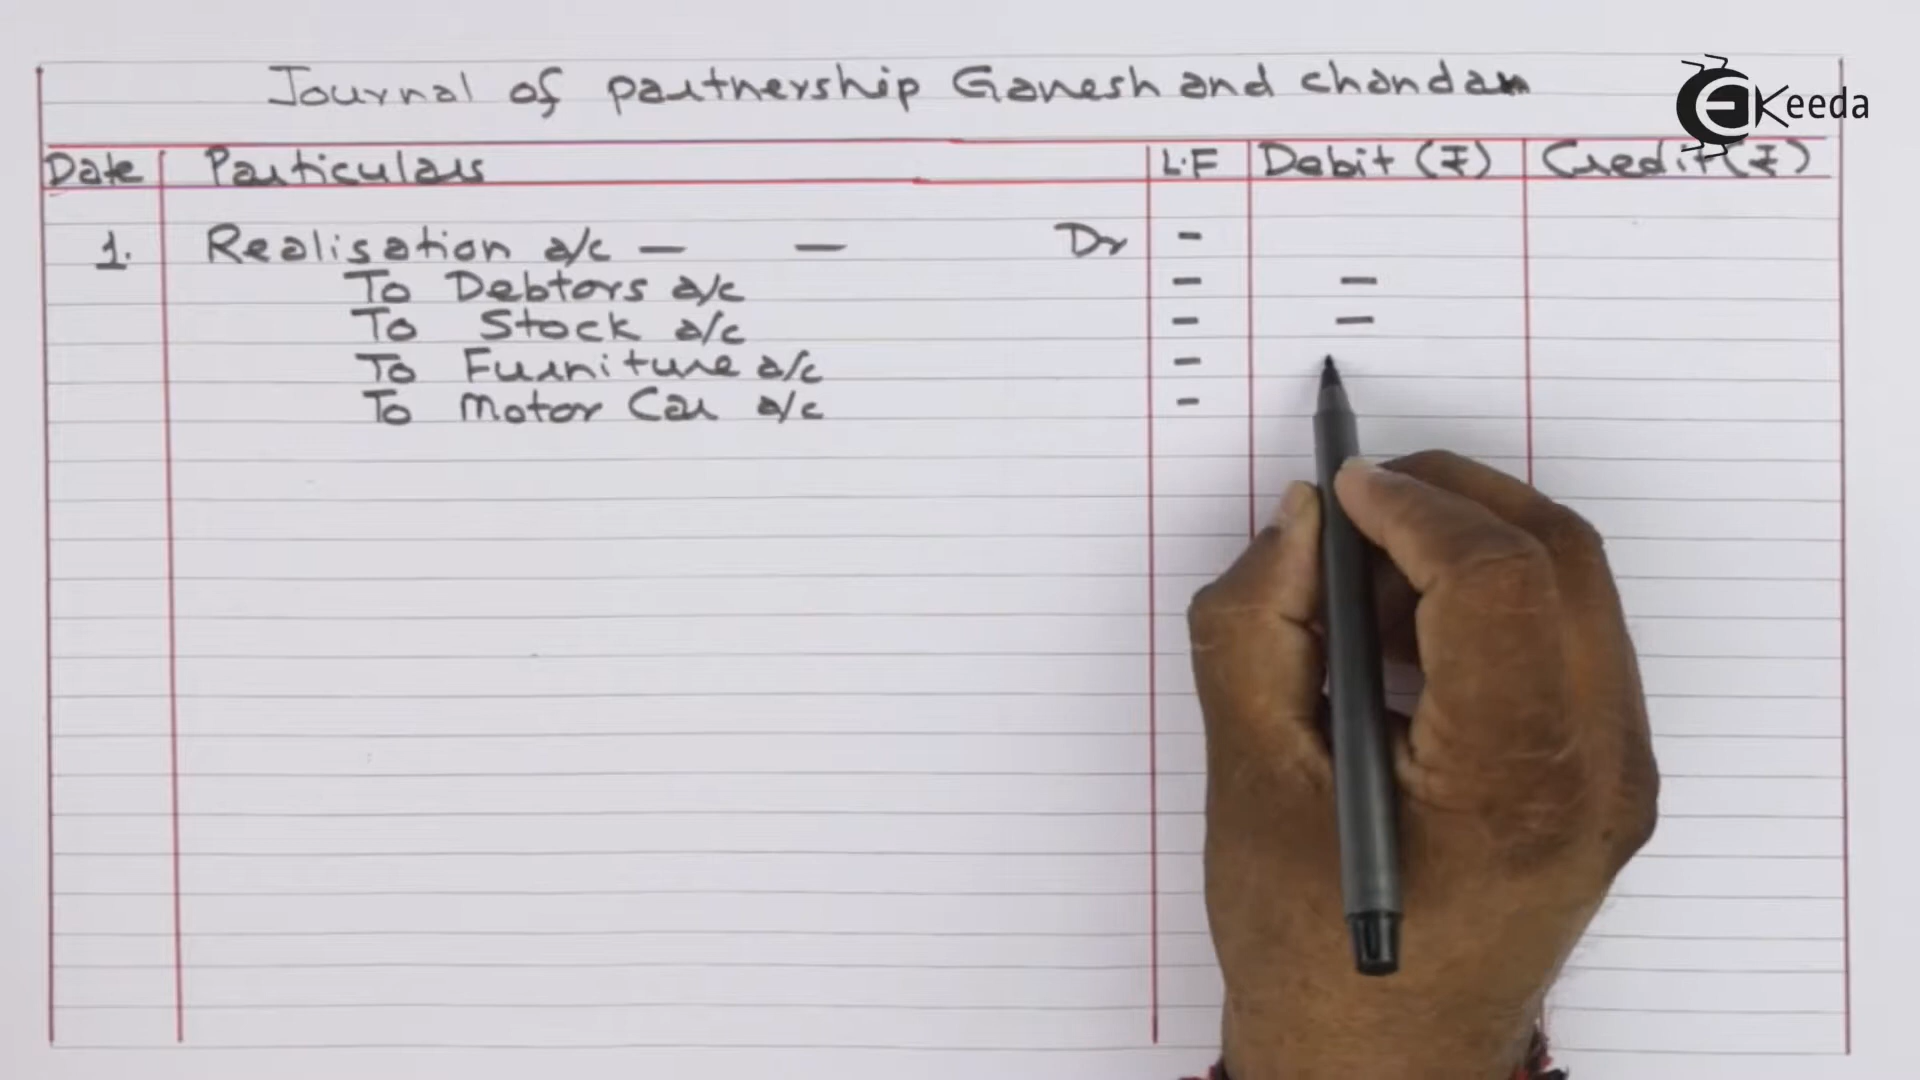 Journal of partnership Ganesh and chandan
EKeeda
Date Particulars L.F Debit (₹) Credit (₹)
1. Realisation a/c — — Dr -
To Debtors a/c - -
To Stock a/c - -
To Furniture a/c -
To Motor Car a/c -